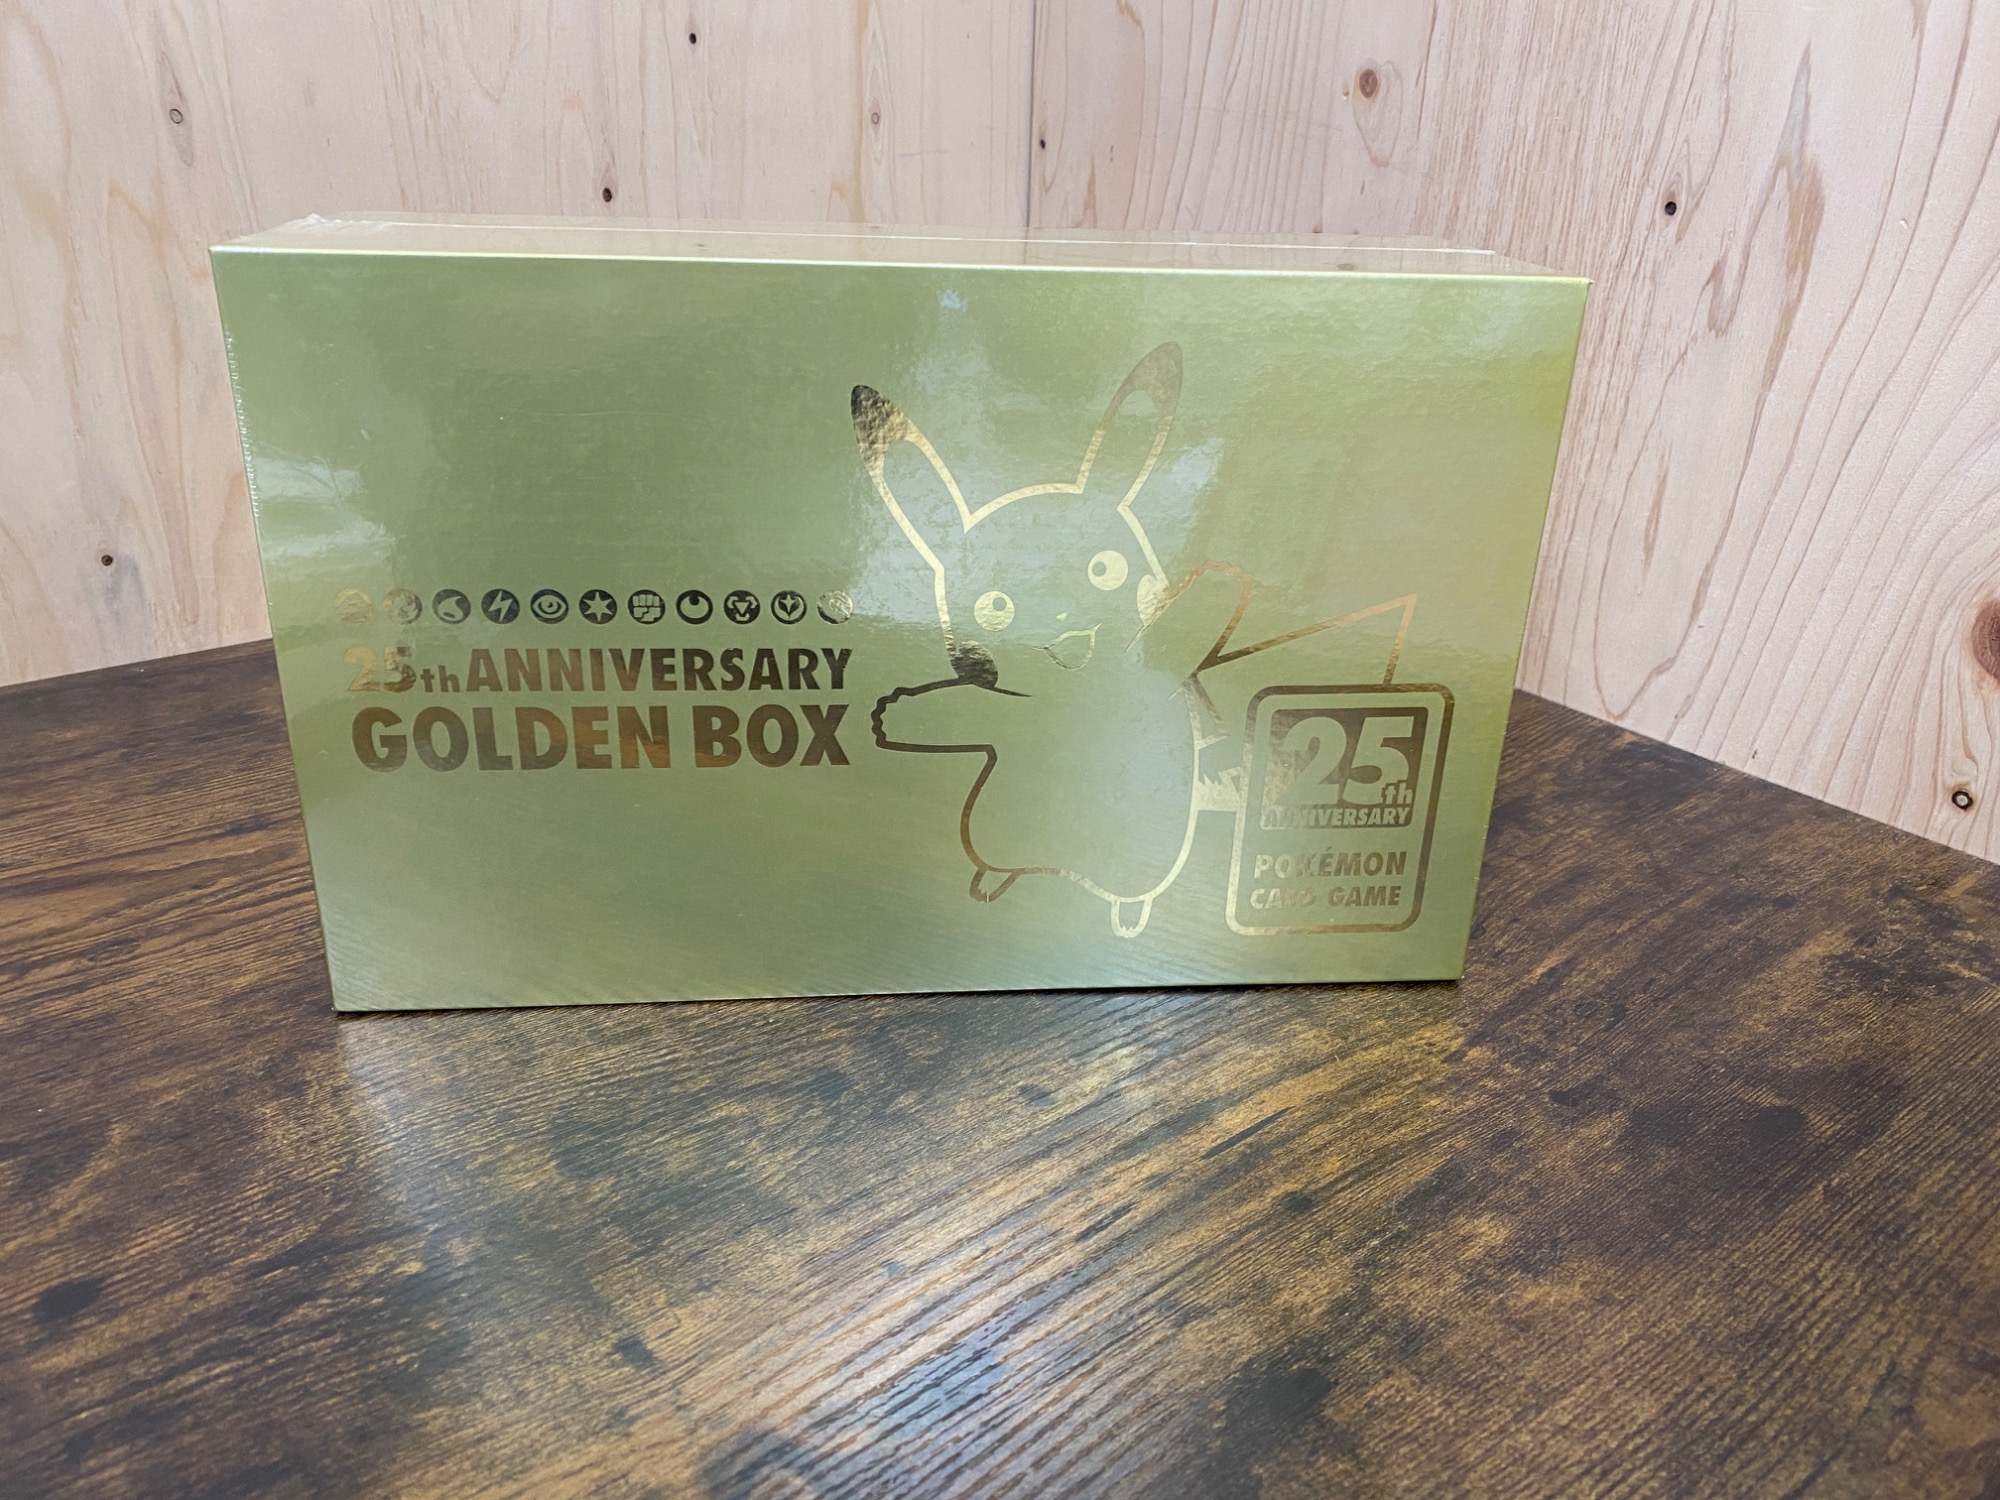 25th ANNIVERSARY
GOLDEN BOX
25th
ANNIVERSARY
POKÉMON
CARD GAME